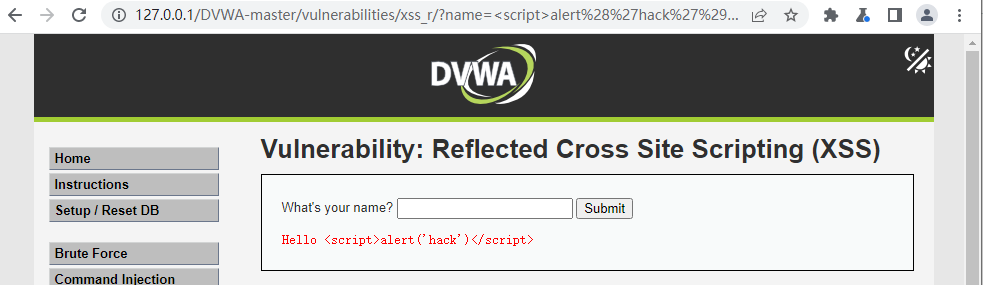 127.0.0.1/DVWA-master/vulnerabilities/xss_r/?name=<script>alert%28%27hack%27%29...
DVWA
Vulnerability: Reflected Cross Site Scripting (XSS)
Home
Instructions
Setup / Reset DB
Brute Force
Command Injection
What's your name?
Submit
Hello <script>alert('hack')</script>